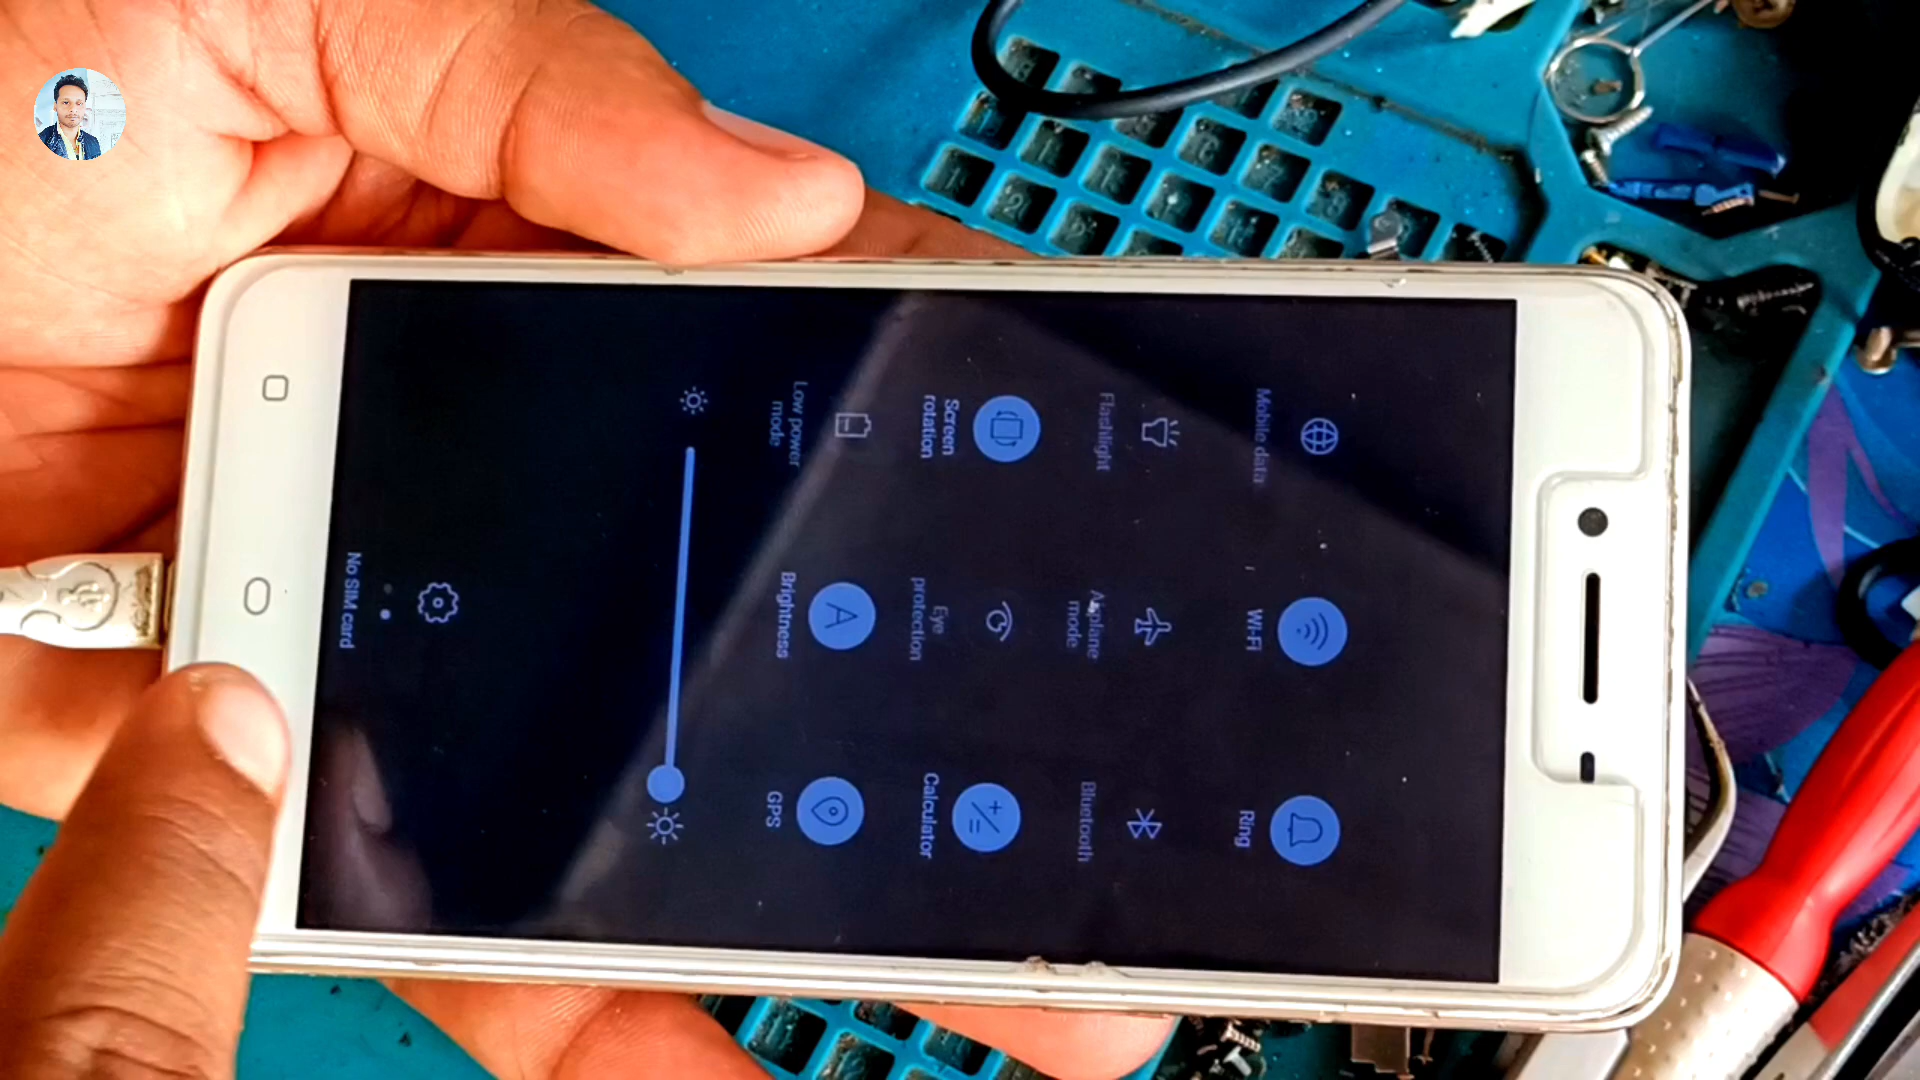 Mobile data
Wi-Fi
Ring
Flashlight
Airplane
mode
Bluetooth
Screen
rotation
Eye
protection
Calculator
Low power
mode
Brightness
A
GPS
No SIM card